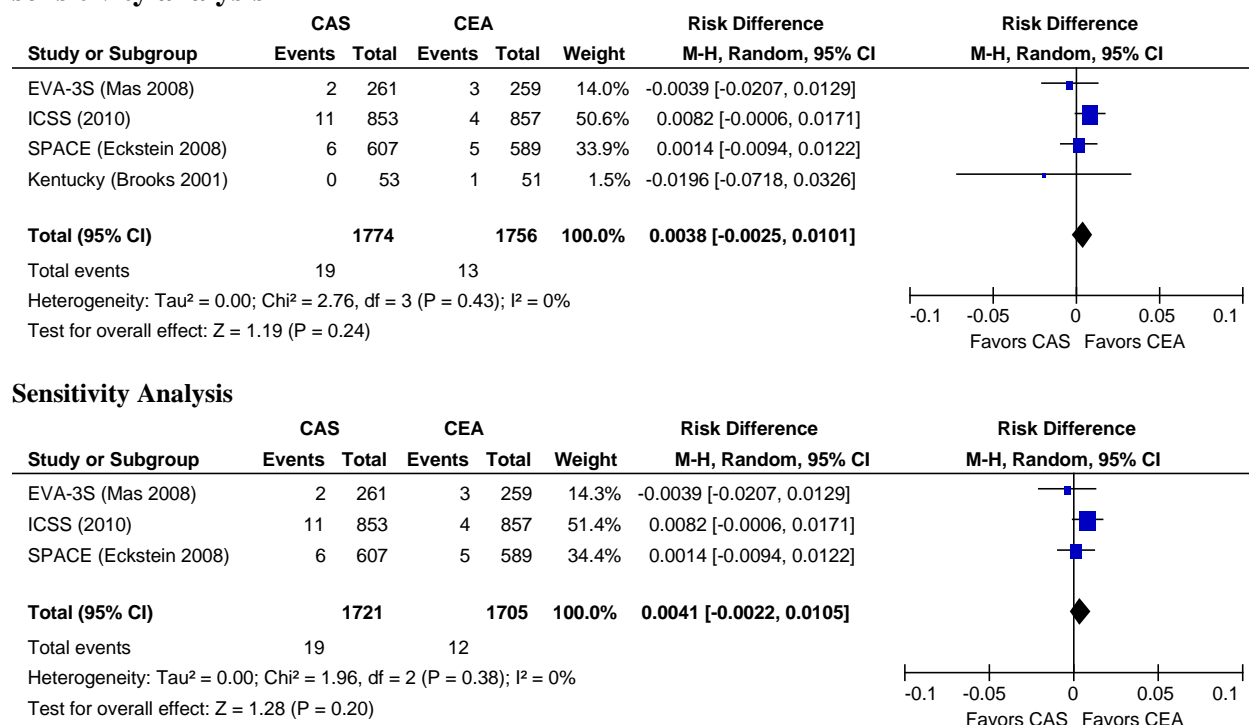 Sensitivity Analysis
CAS CEA Risk Difference Risk Difference
Study or Subgroup Events Total Events Total Weight M-H, Random, 95% CI M-H, Random, 95% CI
EVA-3S (Mas 2008) 2 261 3 259 14.0% -0.0039 [-0.0207, 0.0129]
ICSS (2010) 11 853 4 857 50.6% 0.0082 [-0.0006, 0.0171]
SPACE (Eckstein 2008) 6 607 5 589 33.9% 0.0014 [-0.0094, 0.0122]
Kentucky (Brooks 2001) 0 53 1 51 1.5% -0.0196 [-0.0718, 0.0326]
Total (95% CI) 1774 1756 100.0% 0.0038 [-0.0025, 0.0101]
Total events 19 13
Heterogeneity: Tau² = 0.00; Chi² = 2.76, df = 3 (P = 0.43); I² = 0%
Test for overall effect: Z = 1.19 (P = 0.24)
-0.1 -0.05 0 0.05 0.1
Favors CAS Favors CEA
Sensitivity Analysis
CAS CEA Risk Difference Risk Difference
Study or Subgroup Events Total Events Total Weight M-H, Random, 95% CI M-H, Random, 95% CI
EVA-3S (Mas 2008) 2 261 3 259 14.3% -0.0039 [-0.0207, 0.0129]
ICSS (2010) 11 853 4 857 51.4% 0.0082 [-0.0006, 0.0171]
SPACE (Eckstein 2008) 6 607 5 589 34.4% 0.0014 [-0.0094, 0.0122]
Total (95% CI) 1721 1705 100.0% 0.0041 [-0.0022, 0.0105]
Total events 19 12
Heterogeneity: Tau² = 0.00; Chi² = 1.96, df = 2 (P = 0.38); I² = 0%
Test for overall effect: Z = 1.28 (P = 0.20)
-0.1 -0.05 0 0.05 0.1
Favors CAS Favors CEA